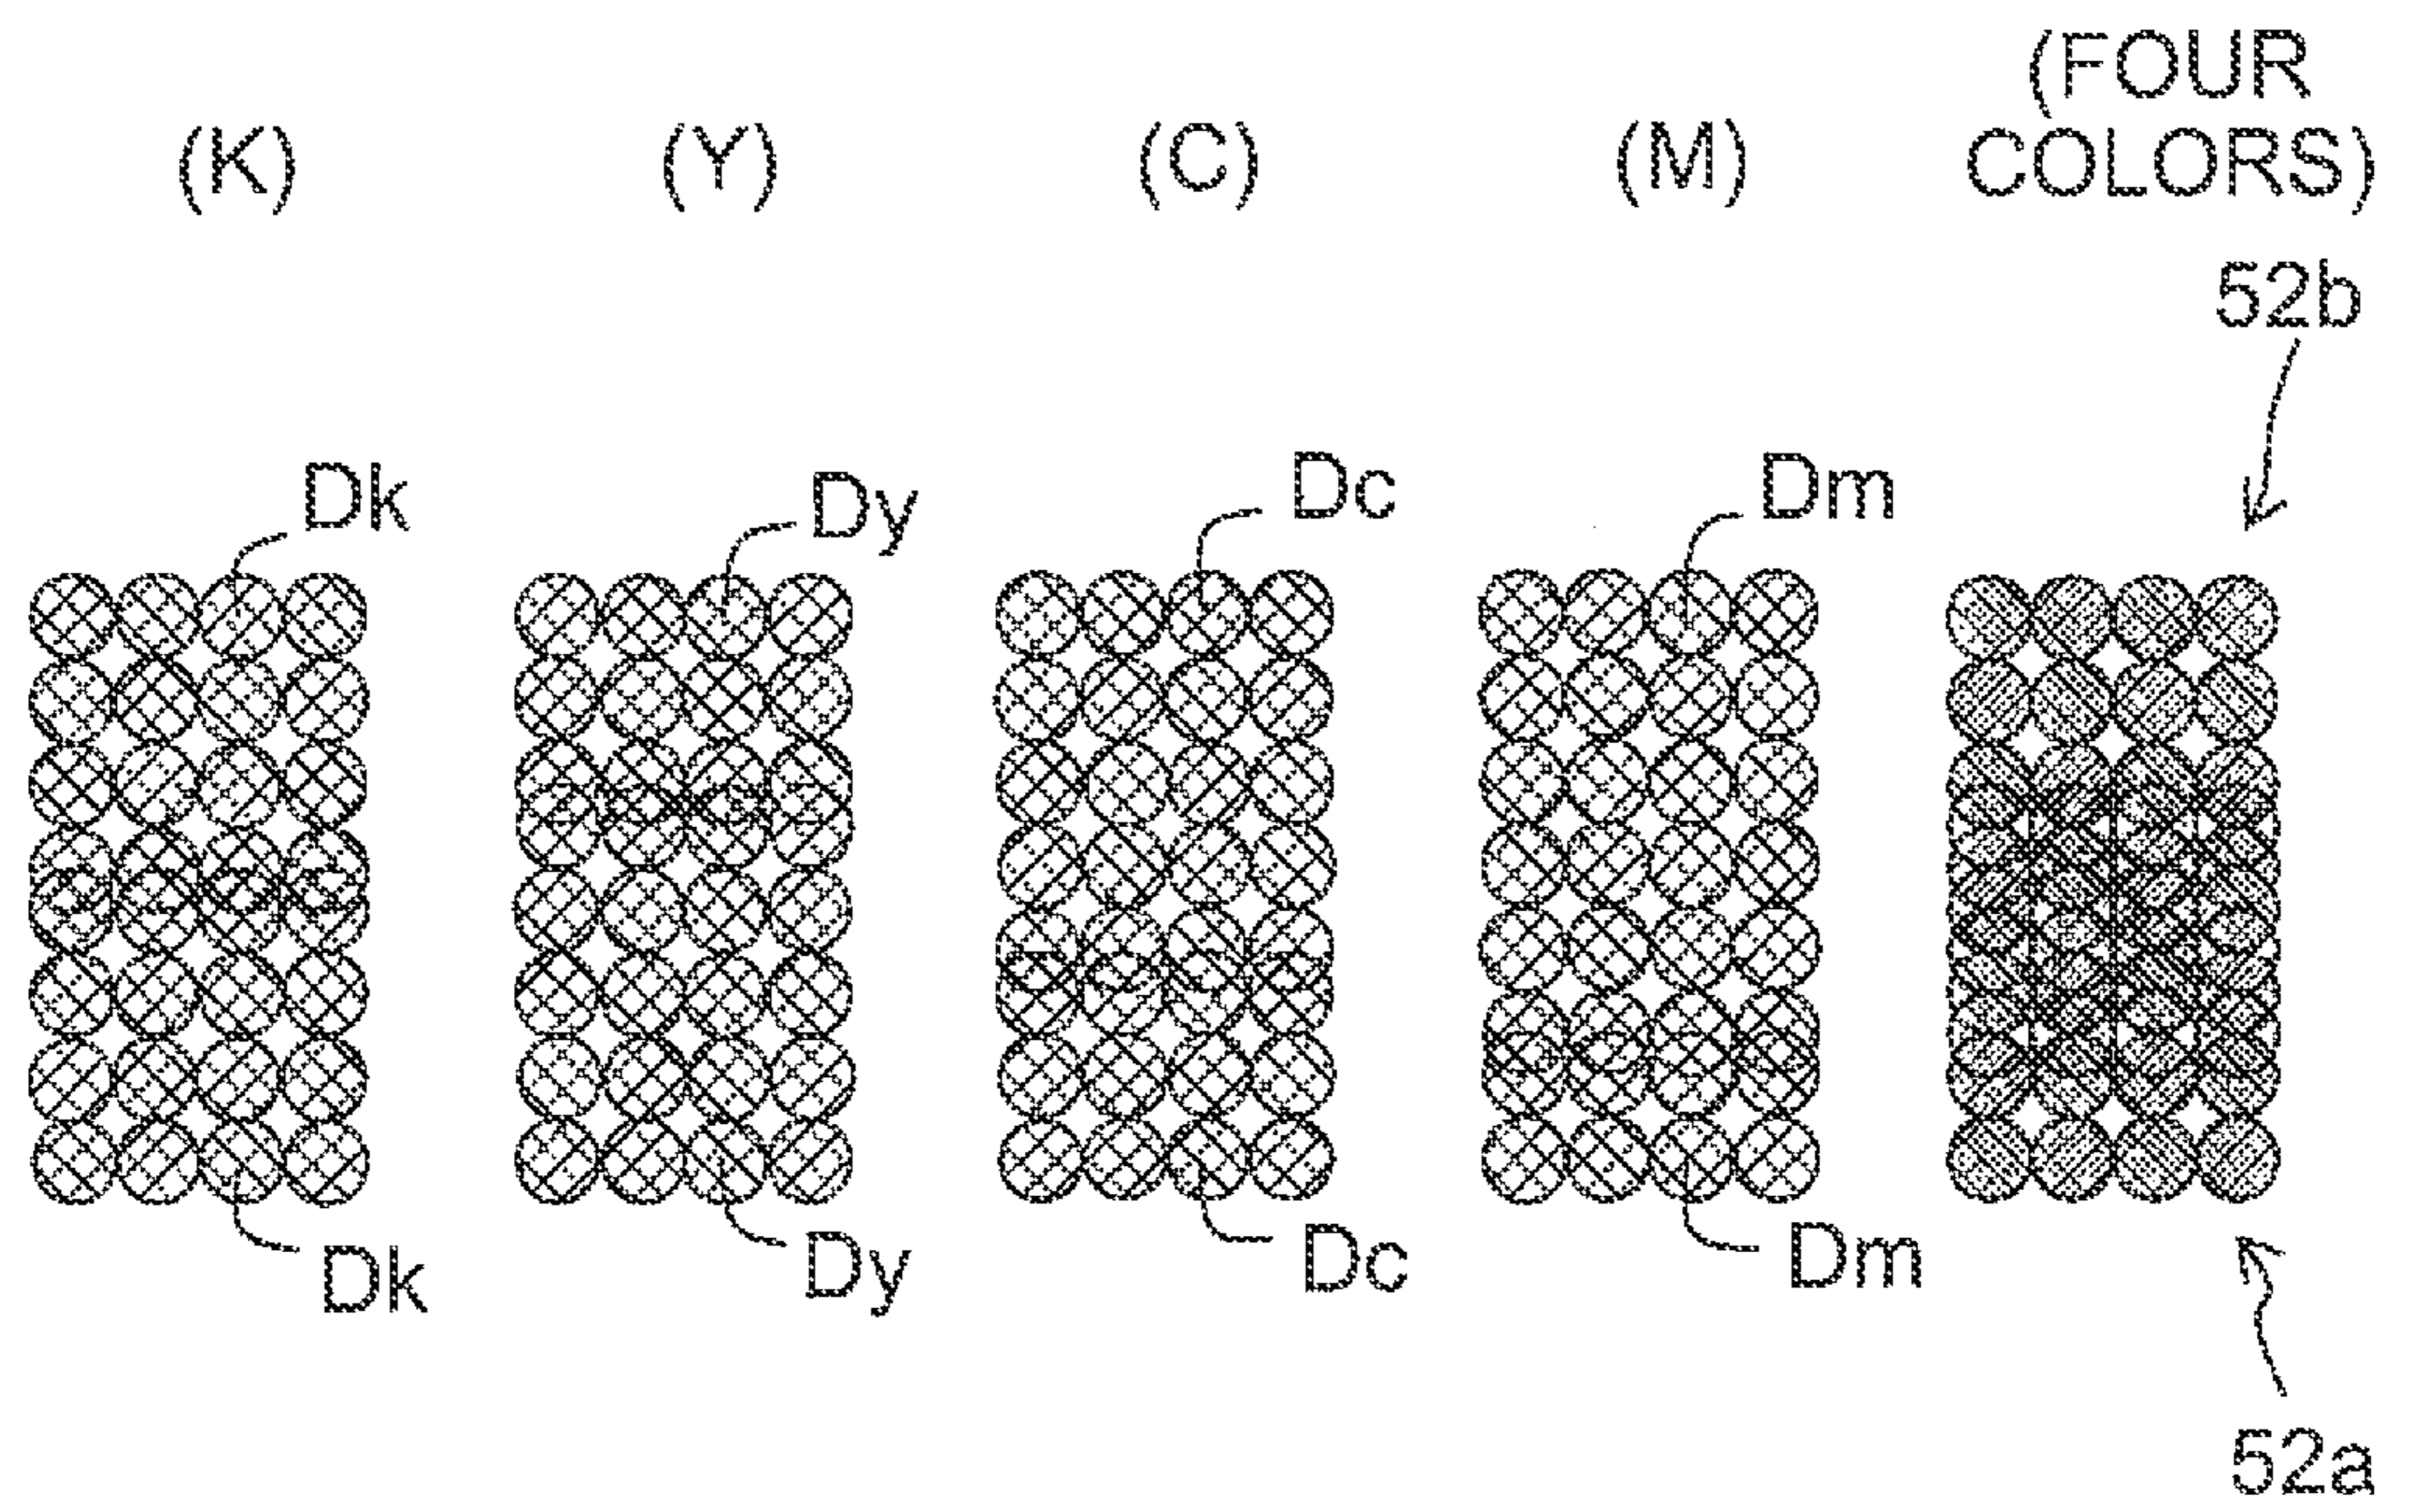 (K) (Y) (C) (M) (FOUR
COLORS)
52b
Dk Dy Dc Dm
Dk Dy Dc Dm
52a